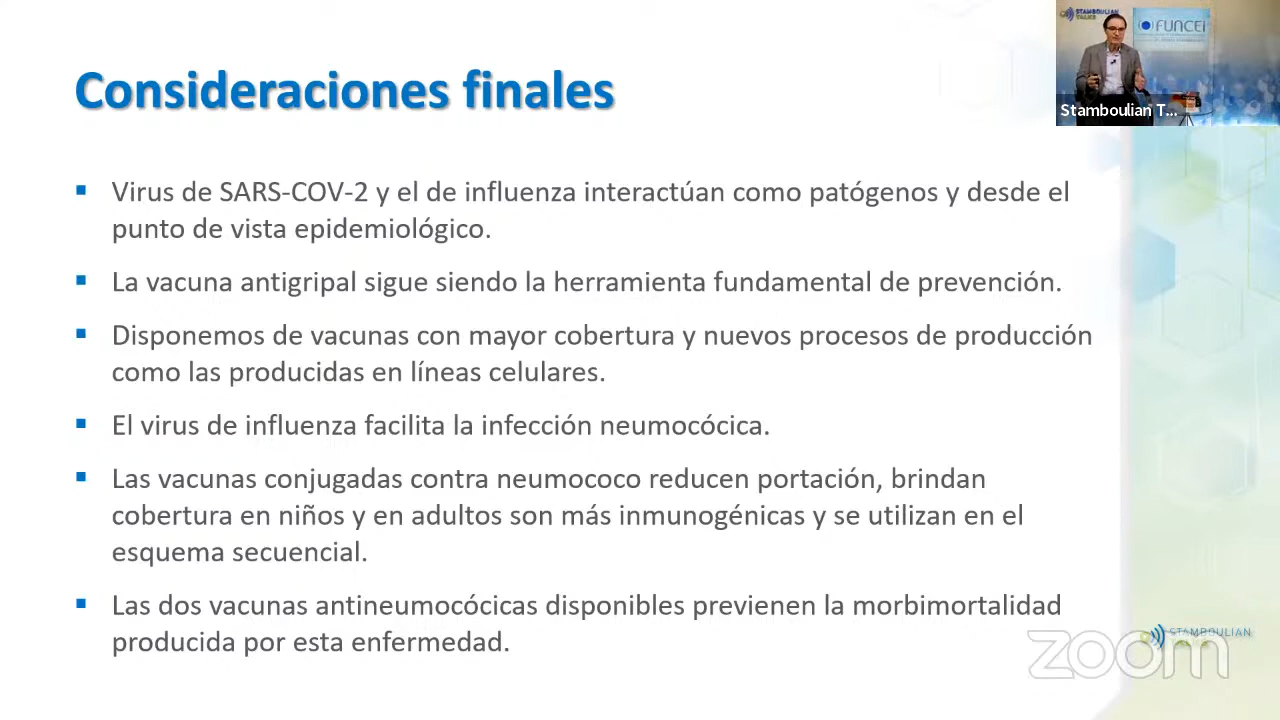 STAMBOULIAN
TALKS
FUNCEI
Stamboulian T...
Consideraciones finales
▪ Virus de SARS-COV-2 y el de influenza interactúan como patógenos y desde el
punto de vista epidemiológico.
▪ La vacuna antigripal sigue siendo la herramienta fundamental de prevención.
▪ Disponemos de vacunas con mayor cobertura y nuevos procesos de producción
como las producidas en líneas celulares.
▪ El virus de influenza facilita la infección neumocócica.
▪ Las vacunas conjugadas contra neumococo reducen portación, brindan
cobertura en niños y en adultos son más inmunogénicas y se utilizan en el
esquema secuencial.
▪ Las dos vacunas antineumocócicas disponibles previenen la morbimortalidad
producida por esta enfermedad.
STAMBOULIAN
zoom